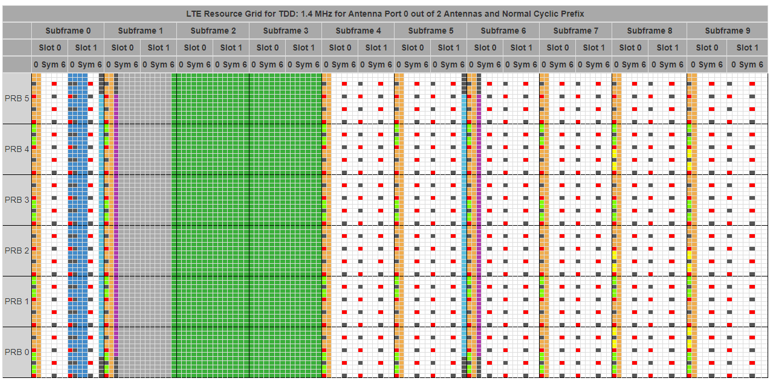 LTE Resource Grid for TDD: 1.4 MHz for Antenna Port 0 out of 2 Antennas and Normal Cyclic Prefix
Subframe 0 Subframe 1 Subframe 2 Subframe 3 Subframe 4 Subframe 5 Subframe 6 Subframe 7 Subframe 8 Subframe 9
Slot 0 Slot 1 Slot 0 Slot 1 Slot 0 Slot 1 Slot 0 Slot 1 Slot 0 Slot 1 Slot 0 Slot 1 Slot 0 Slot 1 Slot 0 Slot 1 Slot 0 Slot 1 Slot 0 Slot 1
0 Sym 6 0 Sym 6 0 Sym 6 0 Sym 6 0 Sym 6 0 Sym 6 0 Sym 6 0 Sym 6 0 Sym 6 0 Sym 6 0 Sym 6 0 Sym 6 0 Sym 6 0 Sym 6 0 Sym 6 0 Sym 6 0 Sym 6 0 Sym 6 0 Sym 6 0 Sym 6
PRB 5
PRB 4
PRB 3
PRB 2
PRB 1
PRB 0